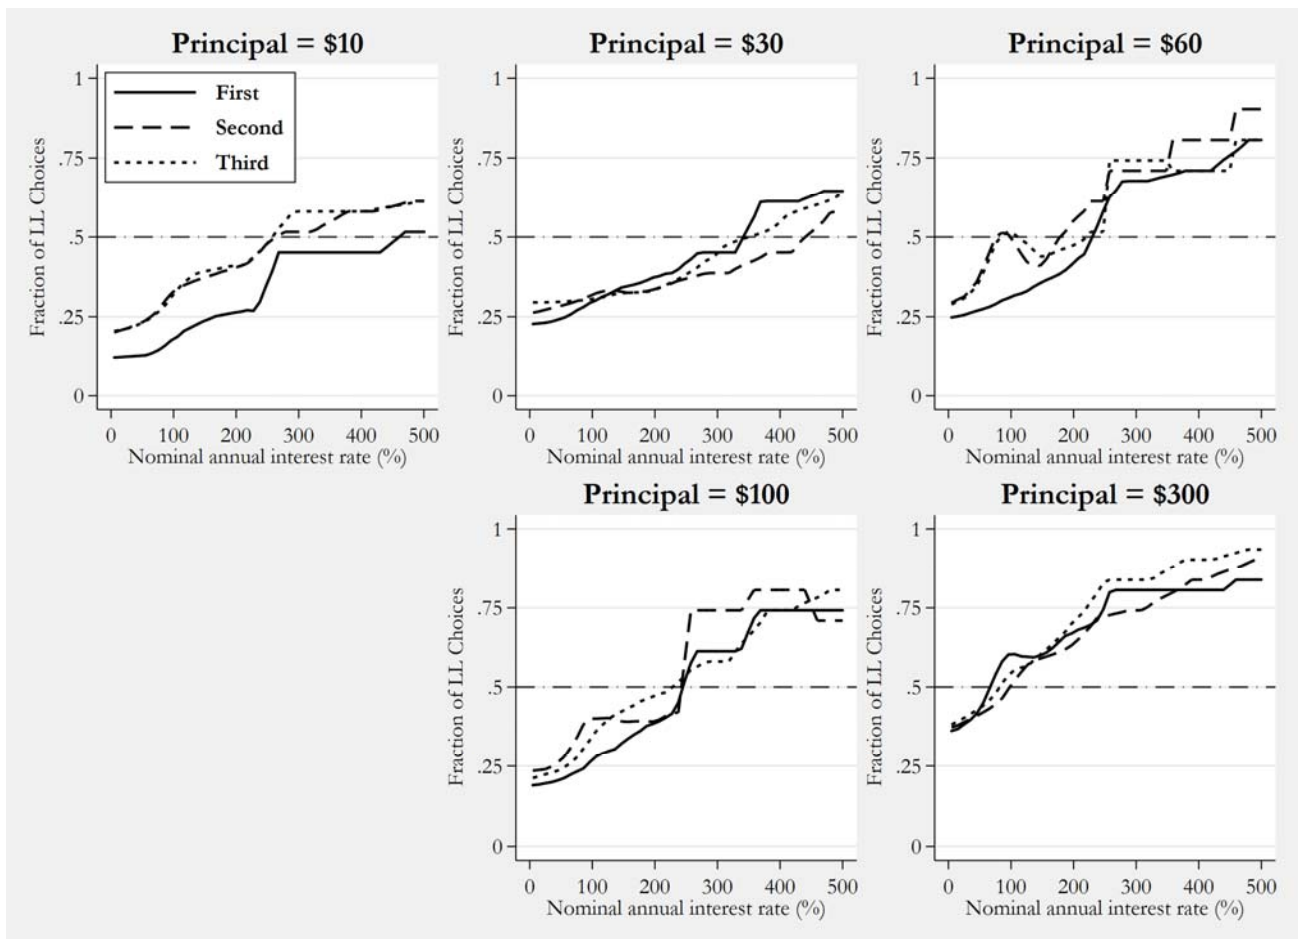 Principal = $10
Principal = $30
Principal = $60
First
Second
Third
Fraction of LL Choices
1
.75
.5
.25
0
0 100 200 300 400 500
Nominal annual interest rate (%)
Fraction of LL Choices
1
.75
.5
.25
0
0 100 200 300 400 500
Nominal annual interest rate (%)
Fraction of LL Choices
1
.75
.5
.25
0
0 100 200 300 400 500
Nominal annual interest rate (%)
Principal = $100
Principal = $300
Fraction of LL Choices
1
.75
.5
.25
0
0 100 200 300 400 500
Nominal annual interest rate (%)
Fraction of LL Choices
1
.75
.5
.25
0
0 100 200 300 400 500
Nominal annual interest rate (%)